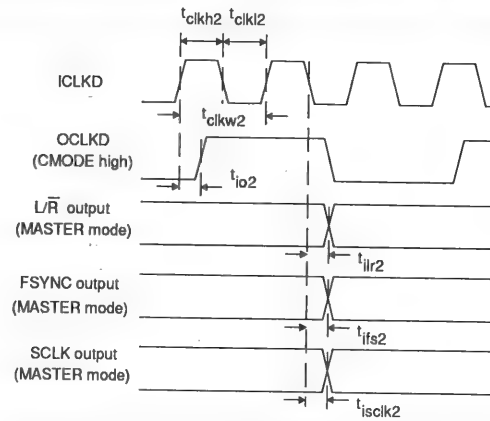 tclkh2 tclkl2
ICLKD
tclkw2
OCLKD
(CMODE high)
tio2
L/R̅ output
(MASTER mode)
tilr2
FSYNC output
(MASTER mode)
tifs2
SCLK output
(MASTER mode)
tisclk2